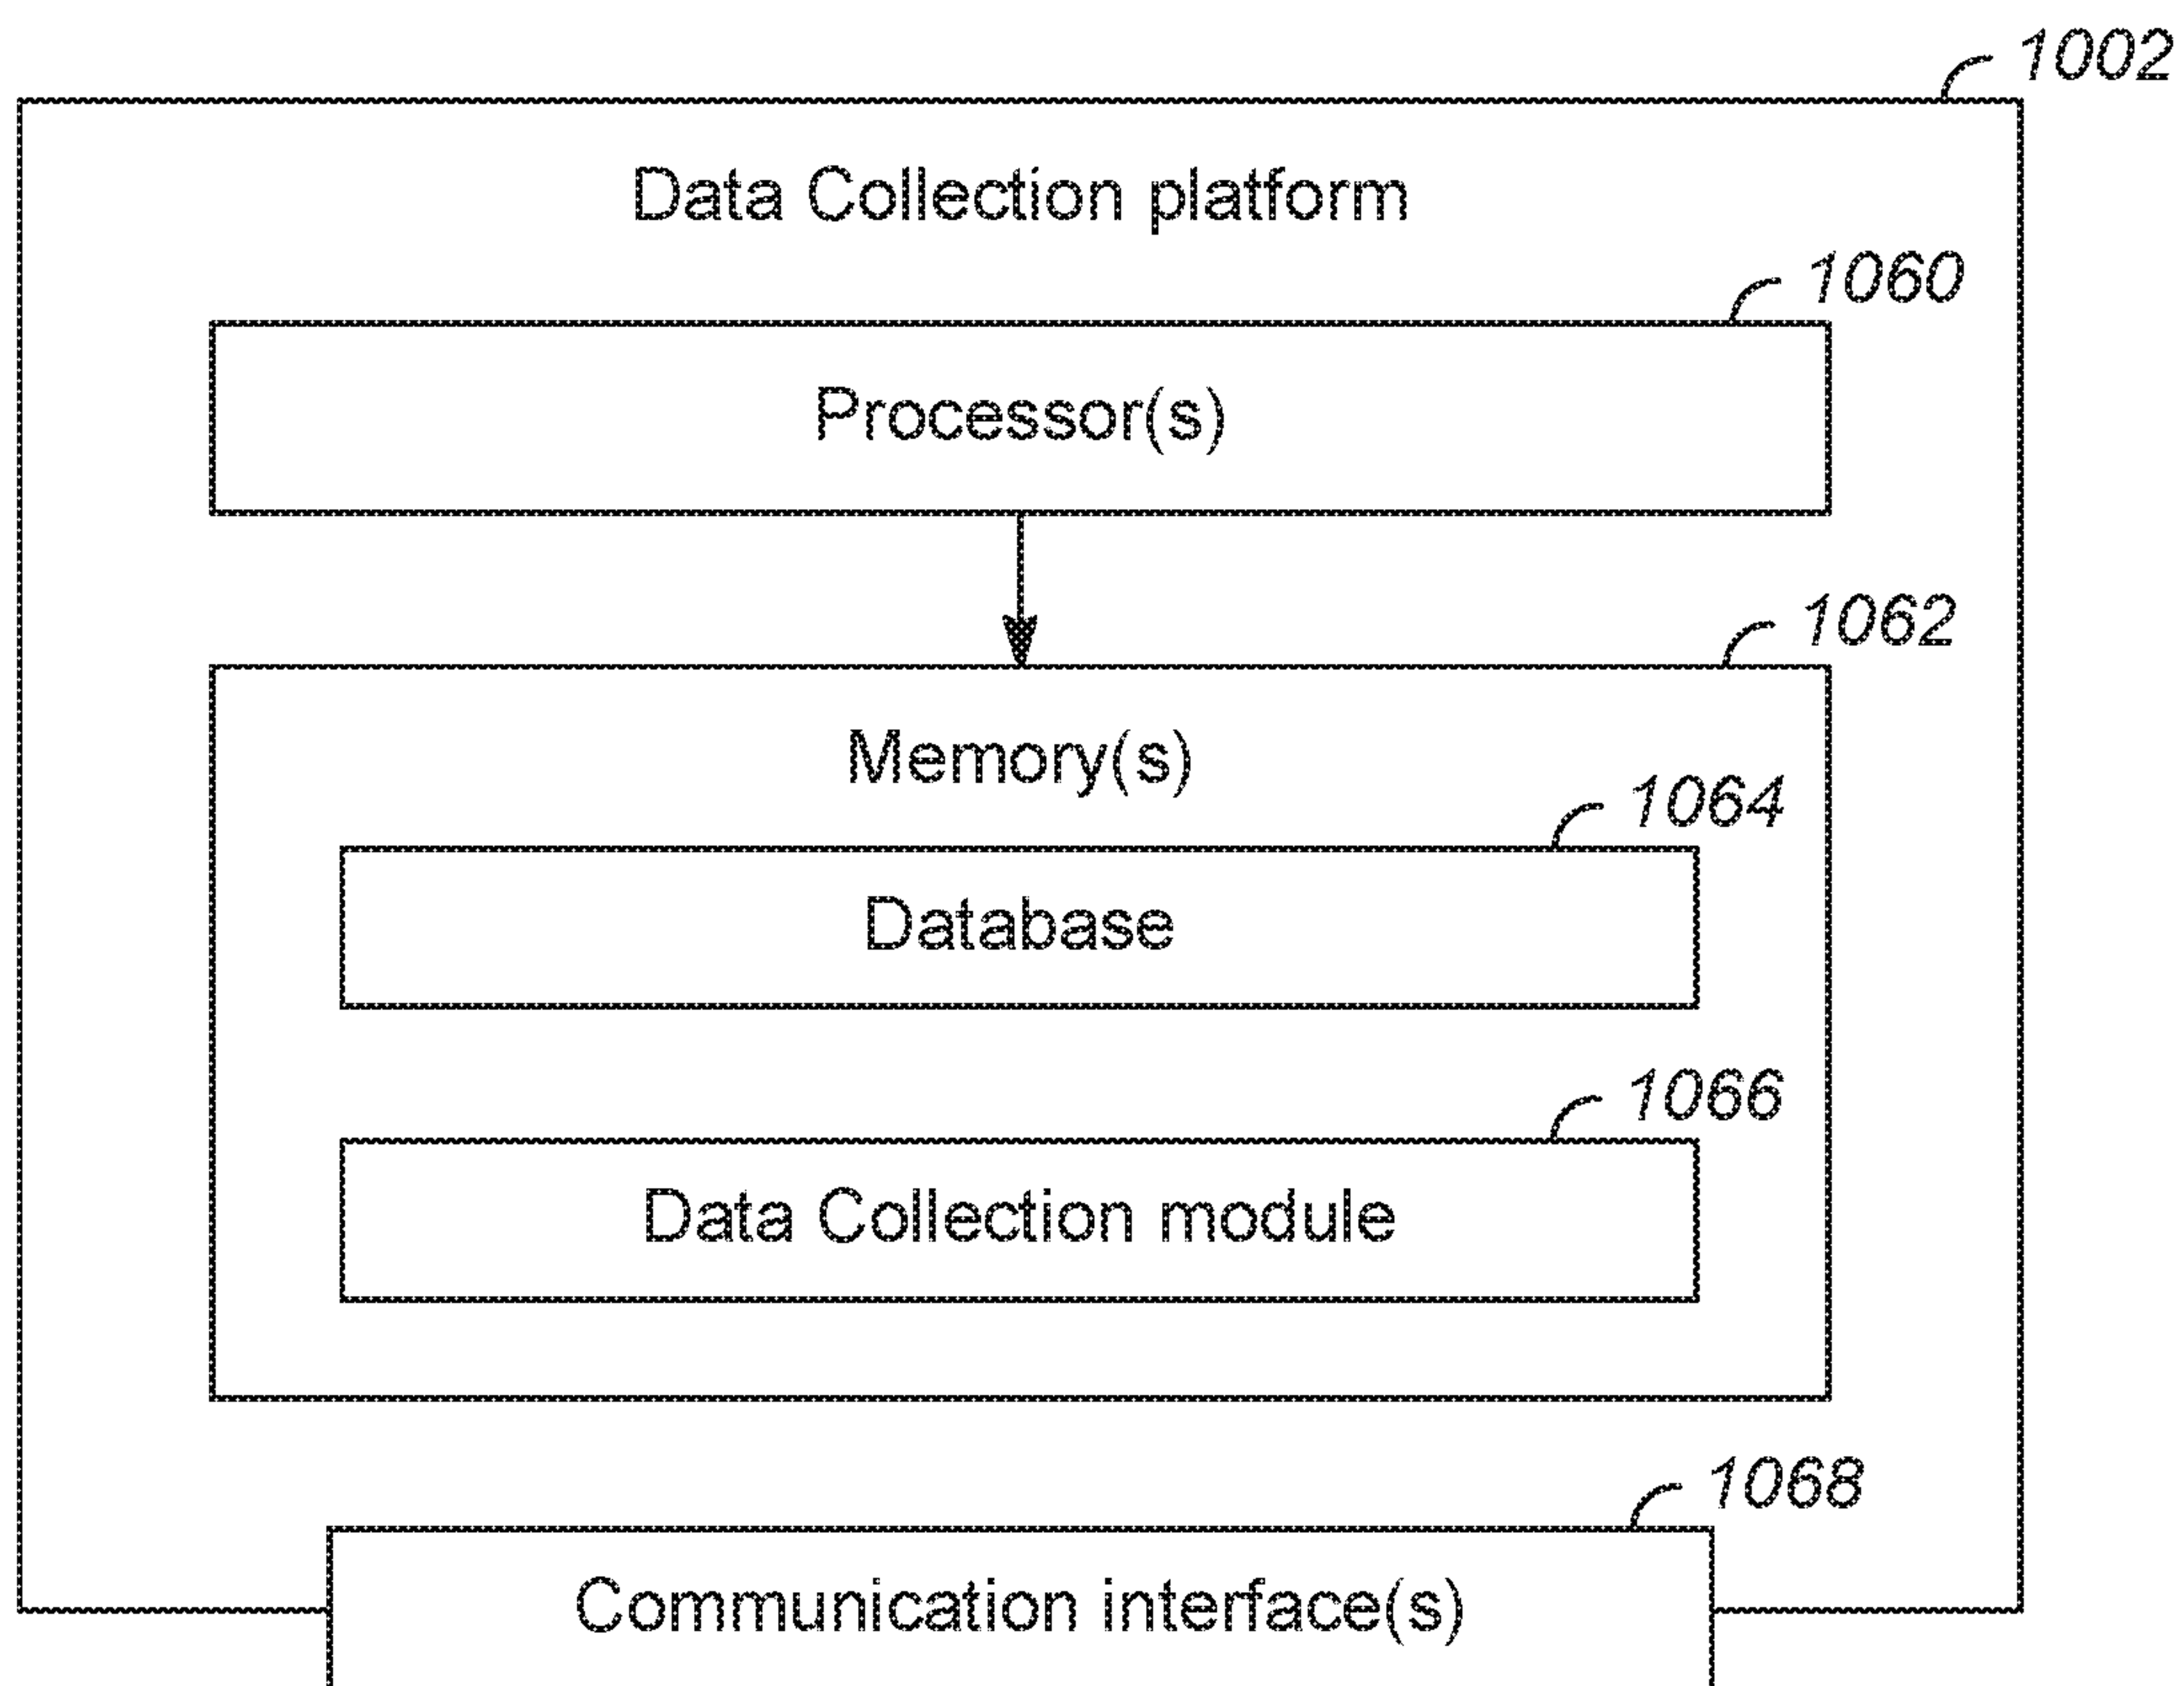 1002
Data Collection platform
1060
Processor(s)
1062
Memory(s)
1064
Database
1066
Data Collection module
1068
Communication interface(s)